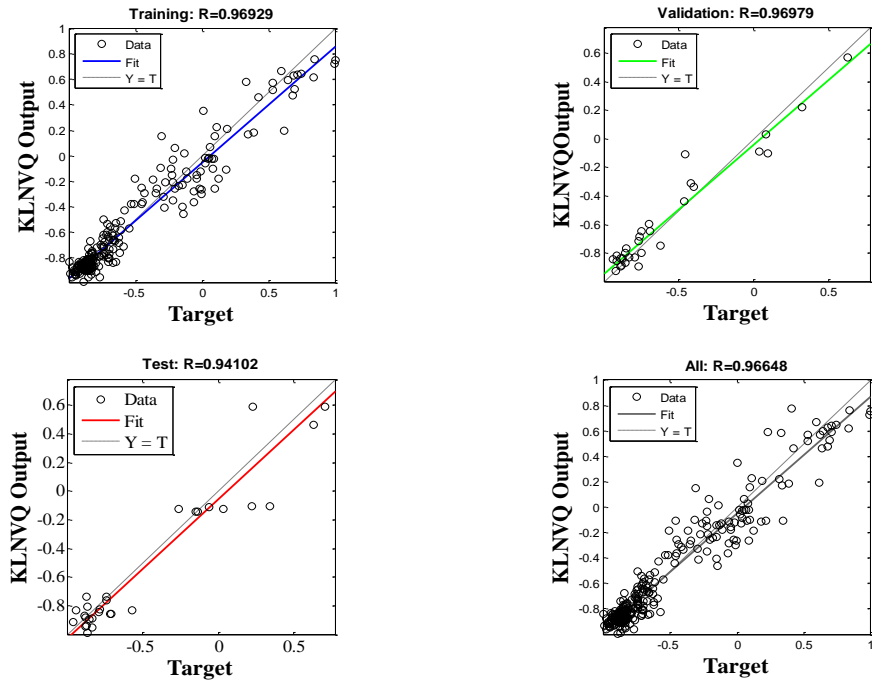 Training: R=0.96929
1
0.8
0.6
0.4
0.2
0
-0.2
-0.4
-0.6
-0.8
Data
Fit
Y = T
KLNVQ Output
-0.5
0
0.5
1
Target
Validation: R=0.96979
0.6
0.4
0.2
0
-0.2
-0.4
-0.6
-0.8
Data
Fit
Y = T
KLNVQOutput
-0.5
0
0.5
Target
Test: R=0.94102
0.6
0.4
0.2
0
-0.2
-0.4
-0.6
-0.8
Data
Fit
Y = T
KLNVQ Output
-0.5
0
0.5
Target
All: R=0.96648
1
0.8
0.6
0.4
0.2
0
-0.2
-0.4
-0.6
-0.8
Data
Fit
Y = T
KLNVQ Output
-0.5
0
0.5
1
Target